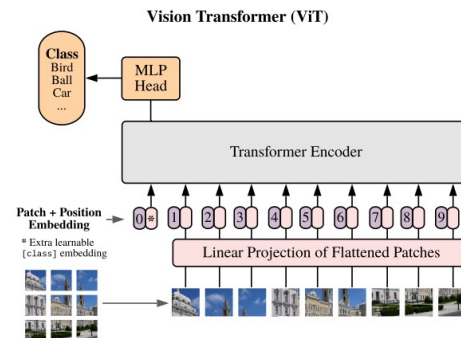 Vision Transformer (ViT)
Class
Bird
Ball
Car
...
MLP
Head
Transformer Encoder
Patch + Position
Embedding
0 * 1 2 3 4 5 6 7 8 9
* Extra learnable
[class] embedding
Linear Projection of Flattened Patches